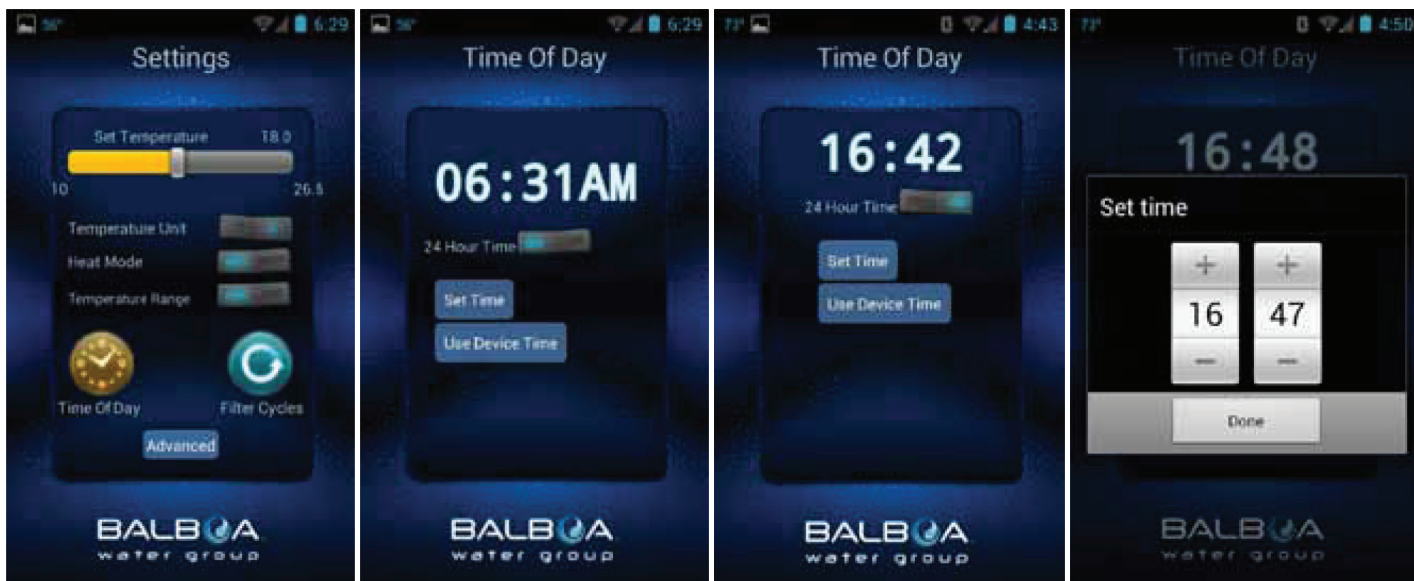 56° 6:29
Settings
Set Temperature 18.0
10 26.5
Temperature Unit
Heat Mode
Temperature Range
Time Of Day Filter Cycles
Advanced
BALBOA
water group
56° 6:29
Time Of Day
06:31AM
24 Hour Time
Set Time
Use Device Time
BALBOA
water group
73° 4:43
Time Of Day
16:42
24 Hour Time
Set Time
Use Device Time
BALBOA
water group
73° 4:50
Time Of Day
16:48
Set time
+ +
16 47
− −
Done
BALBOA
water group